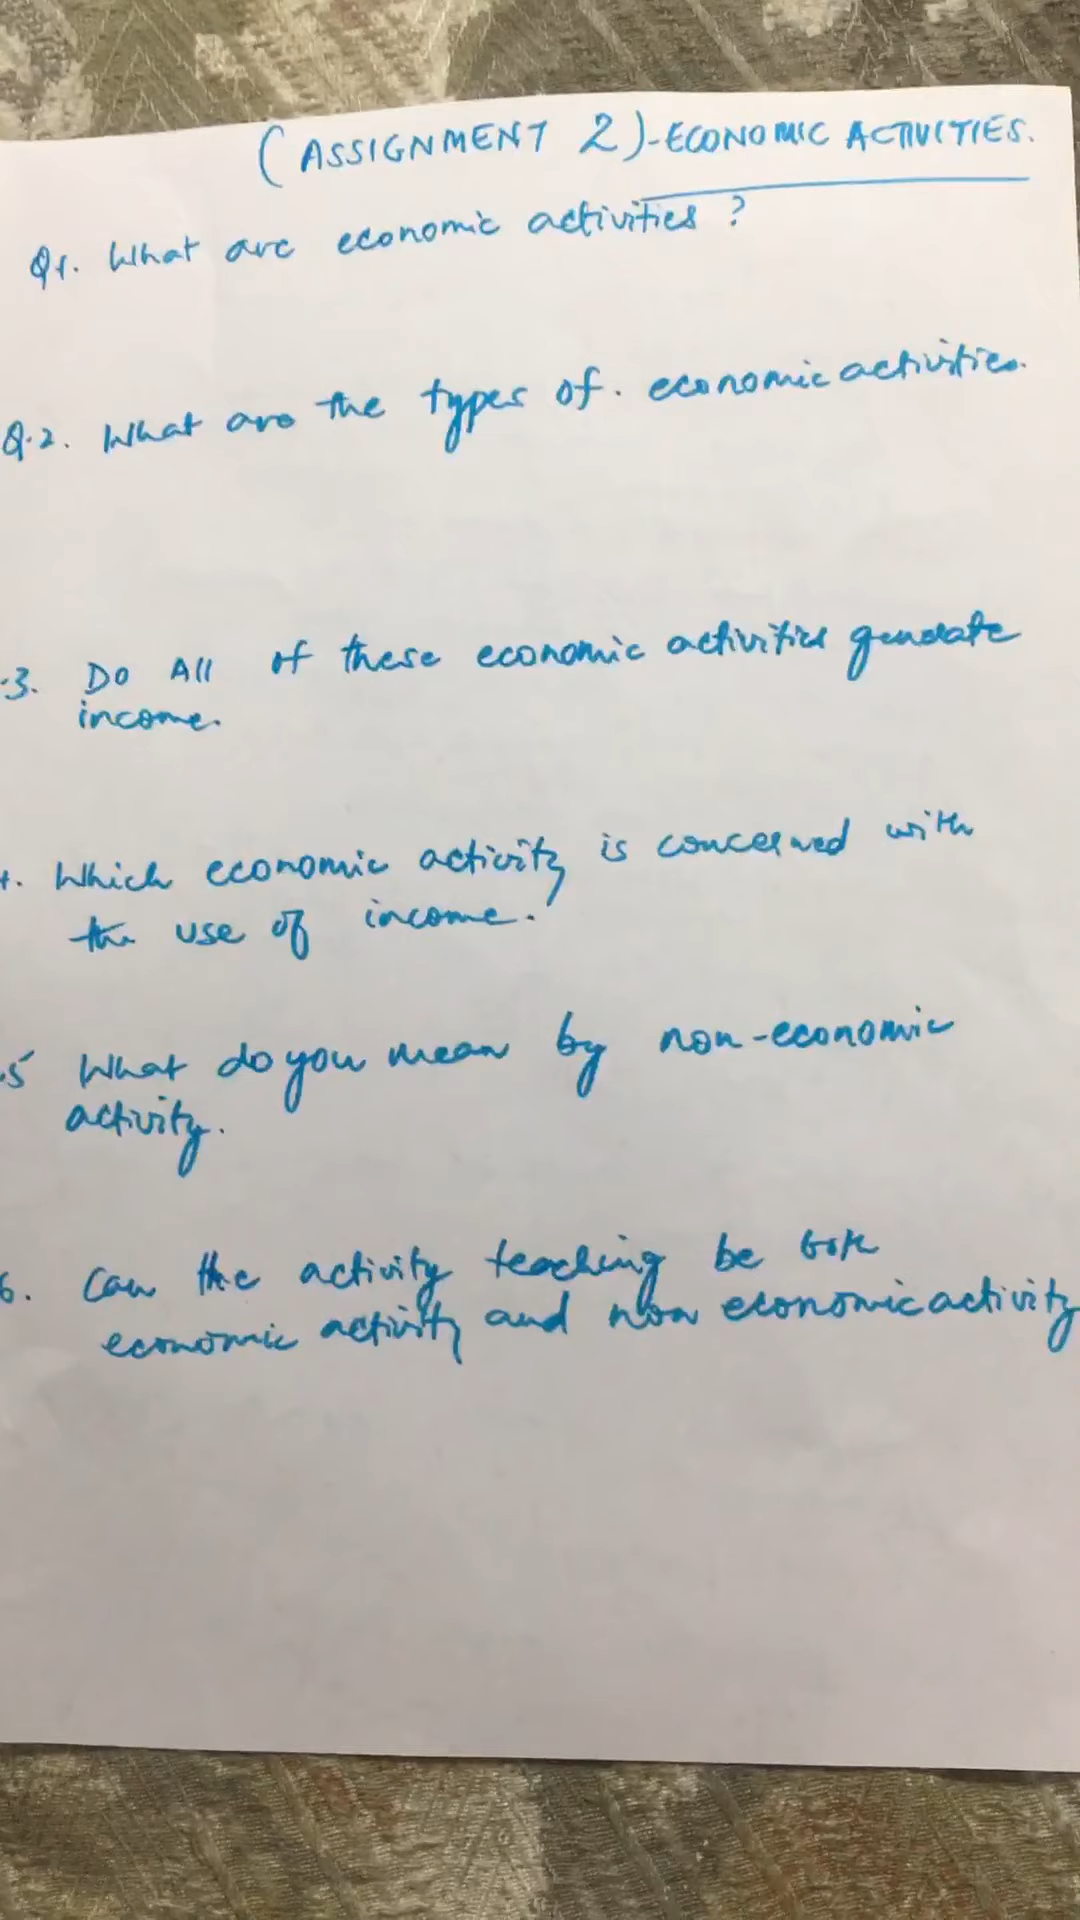 (ASSIGNMENT 2)-ECONOMIC ACTIVITIES.
Q1. What are economic activities?
Q.2. What are the types of. economic activities.
.3. Do All of these economic activities generate
income.
4. Which economic activity is concerned with
the use of income.
.5 What do you mean by non-economic
activity.
6. Can the activity teaching be both
economic activity and non economic activity